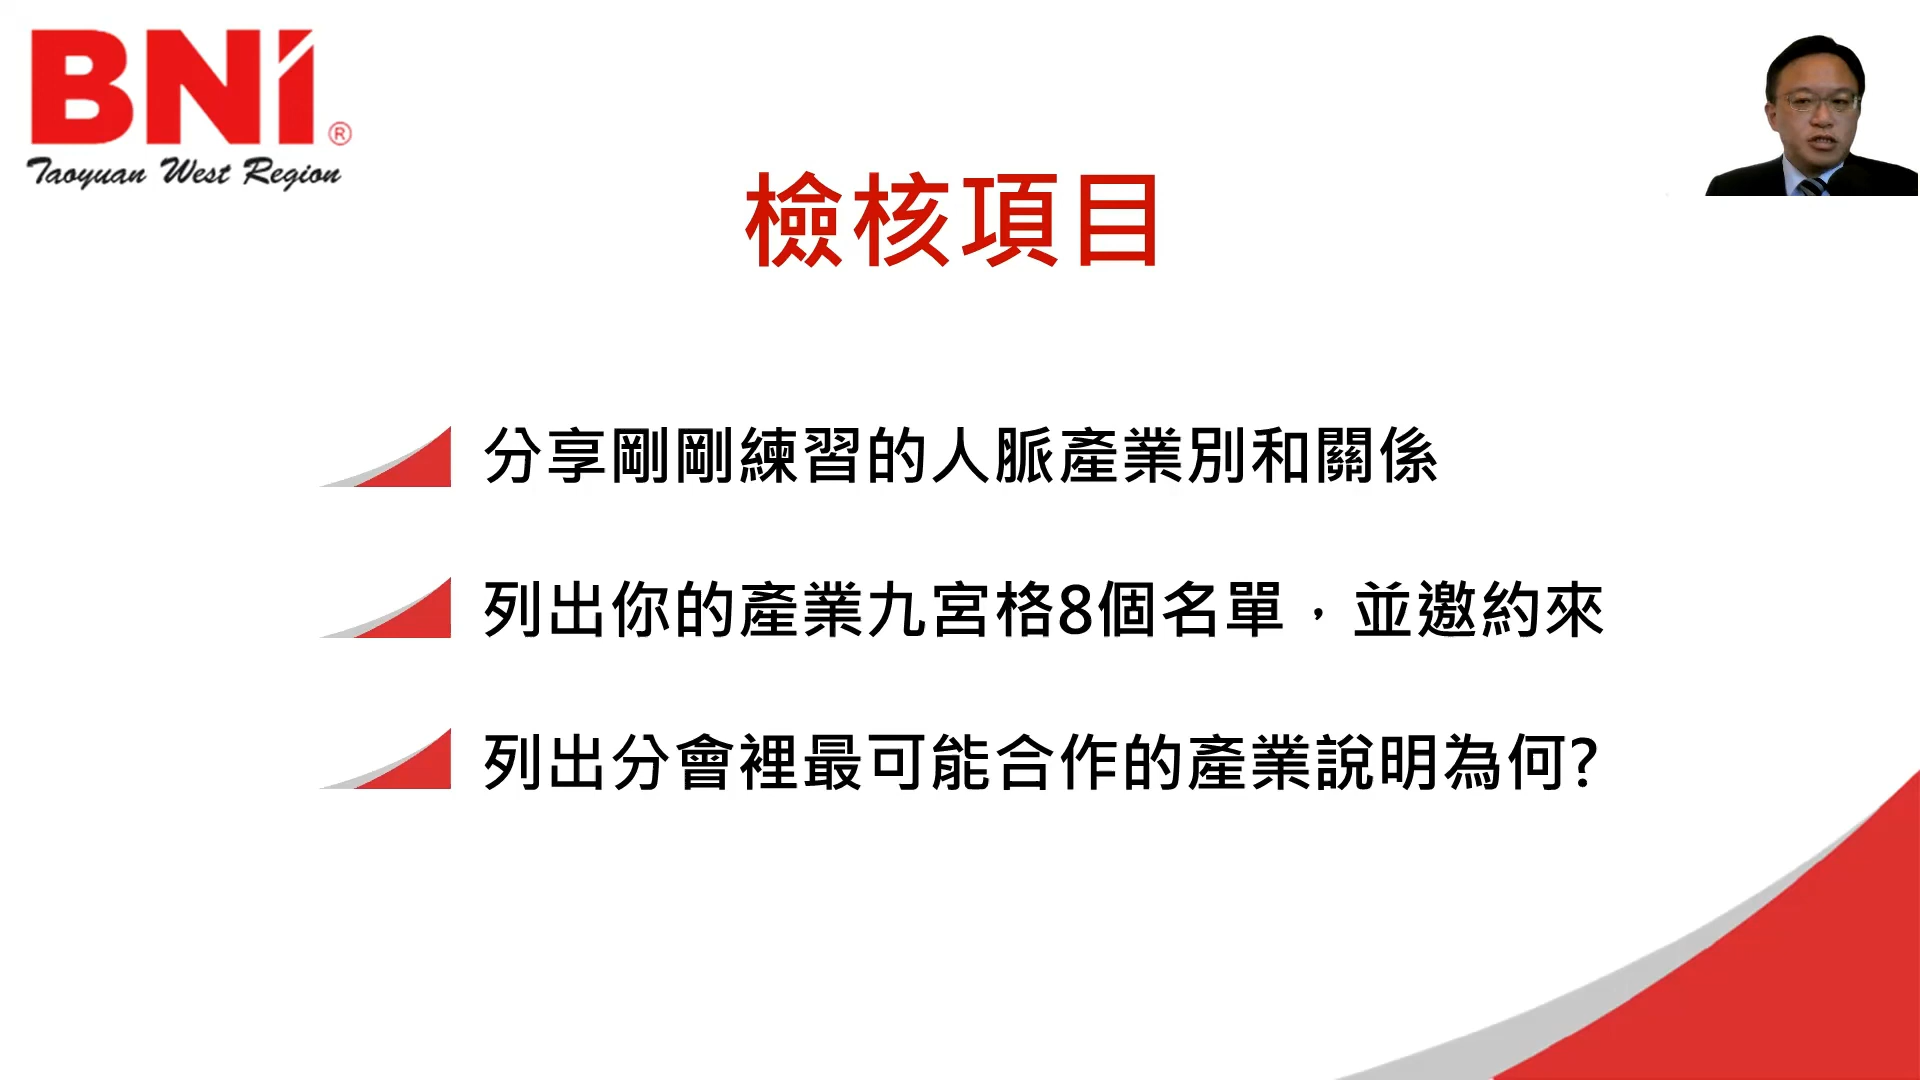 BNI®
Taoyuan West Region
檢核項目
分享剛剛練習的人脈產業別和關係
列出你的產業九宮格8個名單，並邀約來
列出分會裡最可能合作的產業說明為何?